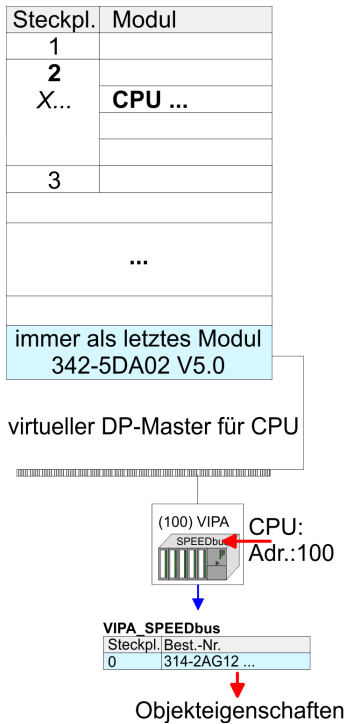 Steckpl. Modul
1
2
X... CPU ...
3
...
immer als letztes Modul
342-5DA02 V5.0
virtueller DP-Master für CPU
(100) VIPA
SPEEDbus
CPU:
Adr.:100
VIPA_SPEEDbus
Steckpl. Best.-Nr.
0 314-2AG12 ...
Objekteigenschaften